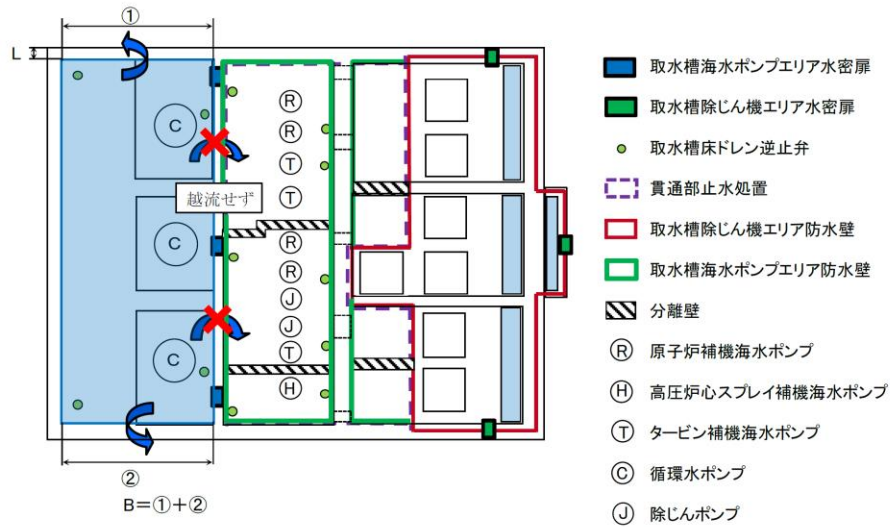 ①
L
Ⓒ
越流せず
Ⓒ
Ⓒ
②
B=①+②
Ⓡ
Ⓡ
Ⓣ
Ⓣ
Ⓡ
Ⓡ
Ⓙ
Ⓙ
Ⓣ
Ⓗ
取水槽海水ポンプエリア水密扉
取水槽除じん機エリア水密扉
取水槽床ドレン逆止弁
貫通部止水処置
取水槽除じん機エリア防水壁
取水槽海水ポンプエリア防水壁
分離壁
Ⓡ 原子炉補機海水ポンプ
Ⓗ 高圧炉心スプレイ補機海水ポンプ
Ⓣ タービン補機海水ポンプ
Ⓒ 循環水ポンプ
Ⓙ 除じんポンプ